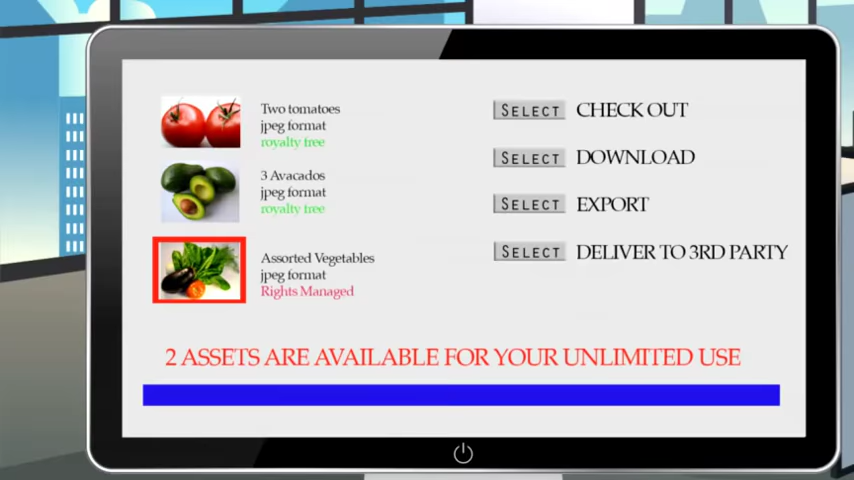 Two tomatoes
jpeg format
royalty free
3 Avacados
jpeg format
royalty free
Assorted Vegetables
jpeg format
Rights Managed
Select CHECK OUT
Select DOWNLOAD
Select EXPORT
Select DELIVER TO 3RD PARTY
2 ASSETS ARE AVAILABLE FOR YOUR UNLIMITED USE